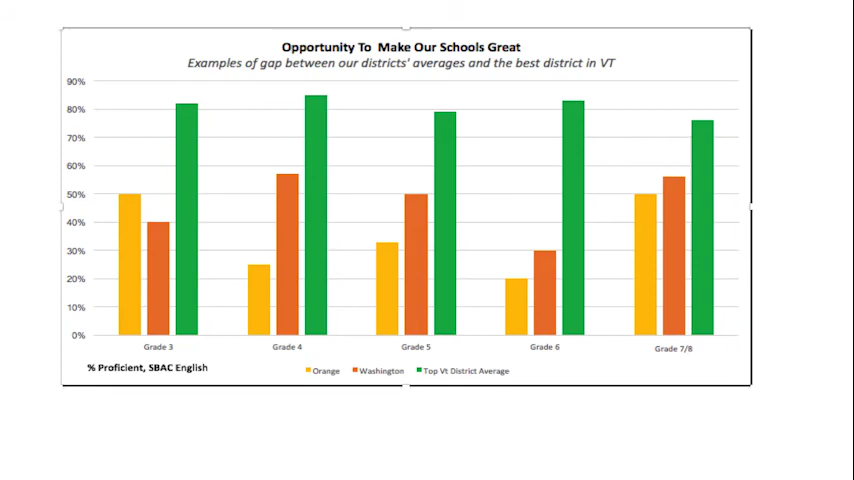 Opportunity To Make Our Schools Great
Examples of gap between our districts' averages and the best district in VT
90%
80%
70%
60%
50%
40%
30%
20%
10%
0%
Grade 3 Grade 4 Grade 5 Grade 6 Grade 7/8
% Proficient, SBAC English
Orange Washington Top Vt District Average